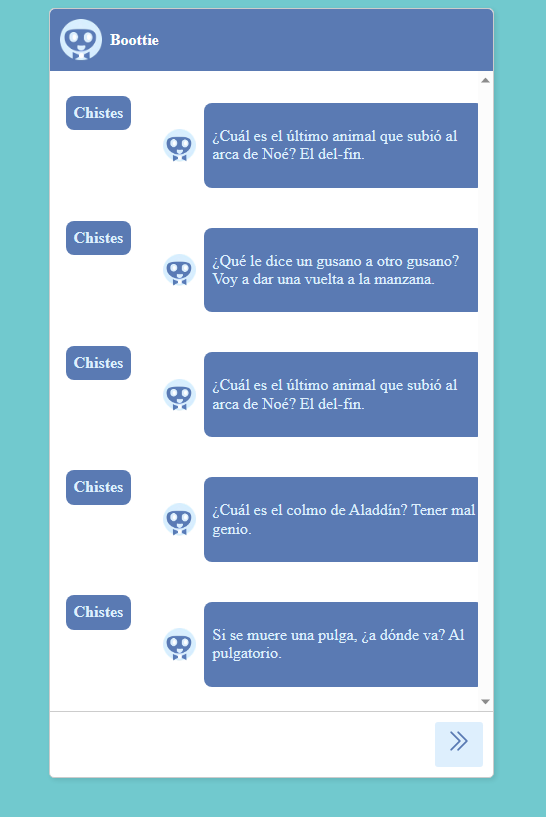 Boottie
Chistes
¿Cuál es el último animal que subió al
arca de Noé? El del-fin.
Chistes
¿Qué le dice un gusano a otro gusano?
Voy a dar una vuelta a la manzana.
Chistes
¿Cuál es el último animal que subió al
arca de Noé? El del-fin.
Chistes
¿Cuál es el colmo de Aladdín? Tener mal
genio.
Chistes
Si se muere una pulga, ¿a dónde va? Al
pulgatorio.